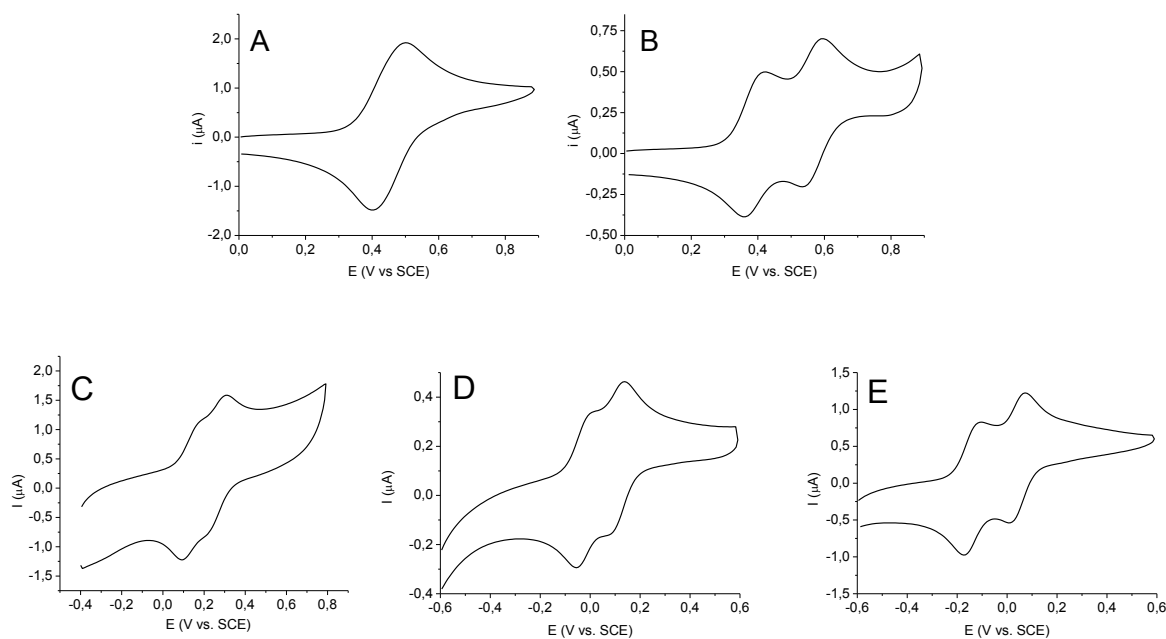 A
2,0
1,0
0,0
-1,0
-2,0
i (μA)
0,0 0,2 0,4 0,6 0,8
E (V vs SCE)
B
0,75
0,50
0,25
0,00
-0,25
-0,50
i (μA)
0,0 0,2 0,4 0,6 0,8
E (V vs. SCE)
C
2,0
1,5
1,0
0,5
0,0
-0,5
-1,0
-1,5
I (μA)
-0,4 -0,2 0,0 0,2 0,4 0,6 0,8
E (V vs. SCE)
D
0,4
0,2
0,0
-0,2
-0,4
I (μA)
-0,6 -0,4 -0,2 0,0 0,2 0,4 0,6
E (V vs. SCE)
E
1,5
1,0
0,5
0,0
-0,5
-1,0
-1,5
I (μA)
-0,6 -0,4 -0,2 0,0 0,2 0,4 0,6
E (V vs. SCE)